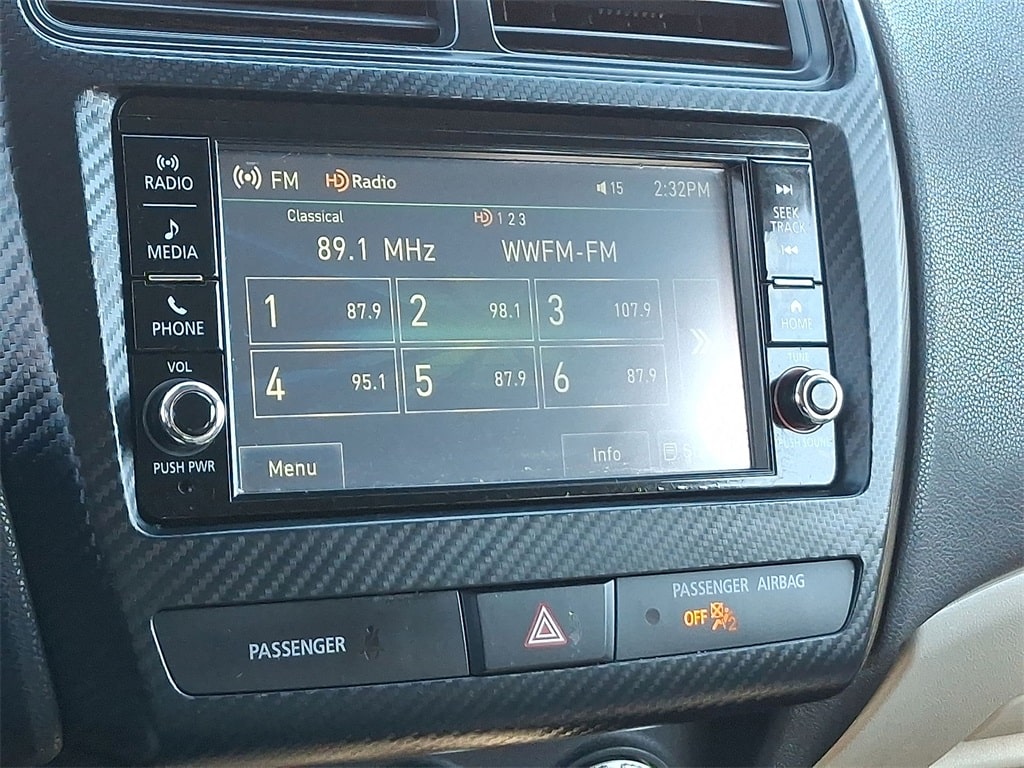 RADIO
MEDIA
PHONE
VOL
PUSH PWR
FM HD Radio 15 2:32PM
Classical HD 1 2 3
89.1 MHz WWFM-FM
1 87.9 2 98.1 3 107.9
4 95.1 5 87.9 6 87.9
Menu Info
SEEK
TRACK
HOME
TUNE
PASSENGER
PASSENGER AIRBAG
OFF 2